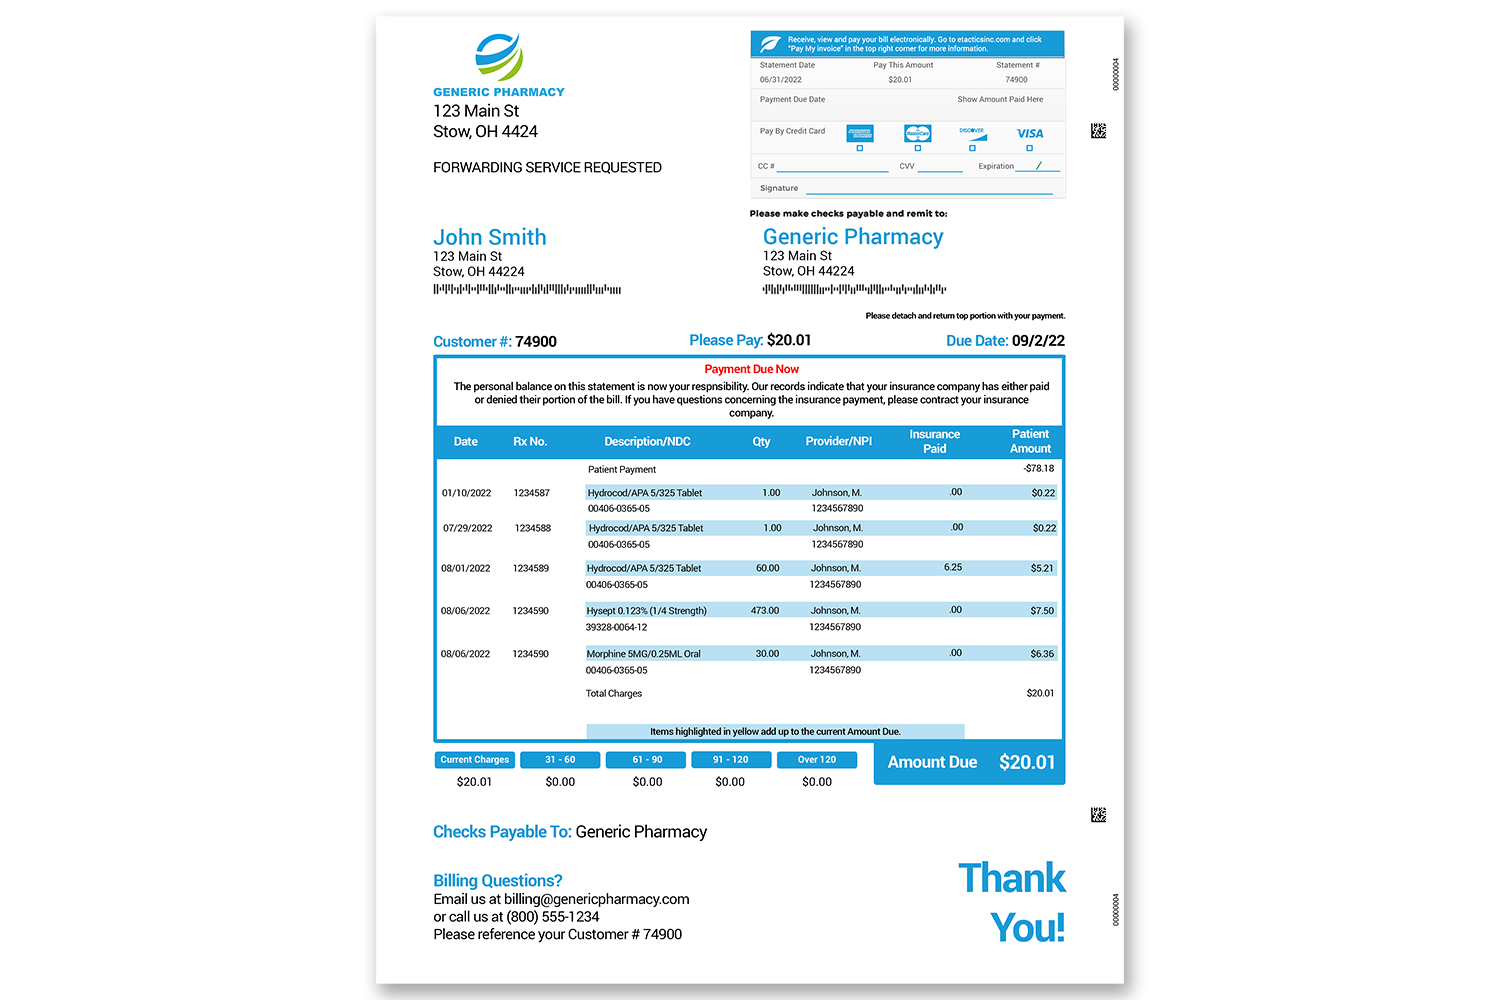 GENERIC PHARMACY
123 Main St
Stow, OH 4424
FORWARDING SERVICE REQUESTED
Receive, view and pay your bill electronically. Go to etacticsinc.com and click
"Pay My invoice" in the top right corner for more information.
Statement Date Pay This Amount Statement #
06/31/2022 $20.01 74900
Payment Due Date Show Amount Paid Here
Pay By Credit Card AMERICAN EXPRESS MasterCard DISCOVER VISA
CC # CVV Expiration /
Signature
00000004
Please make checks payable and remit to:
John Smith
123 Main St
Stow, OH 44224
Generic Pharmacy
123 Main St
Stow, OH 44224
Please detach and return top portion with your payment.
Customer #: 74900 Please Pay: $20.01 Due Date: 09/2/22
Payment Due Now
The personal balance on this statement is now your respnsibility. Our records indicate that your insurance company has either paid
or denied their portion of the bill. If you have questions concerning the insurance payment, please contract your insurance
company.
Date Rx No. Description/NDC Qty Provider/NPI Insurance Paid Patient Amount
Patient Payment -$78.18
01/10/2022 1234587 Hydrocod/APA 5/325 Tablet 1.00 Johnson, M. .00 $0.22
00406-0365-05 1234567890
07/29/2022 1234588 Hydrocod/APA 5/325 Tablet 1.00 Johnson, M. .00 $0.22
00406-0365-05 1234567890
08/01/2022 1234589 Hydrocod/APA 5/325 Tablet 60.00 Johnson, M. 6.25 $5.21
00406-0365-05 1234567890
08/06/2022 1234590 Hysept 0.123% (1/4 Strength) 473.00 Johnson, M. .00 $7.50
39328-0064-12 1234567890
08/06/2022 1234590 Morphine 5MG/0.25ML Oral 30.00 Johnson, M. .00 $6.36
00406-0365-05 1234567890
Total Charges $20.01
Items highlighted in yellow add up to the current Amount Due.
Current Charges 31 - 60 61 - 90 91 - 120 Over 120
$20.01 $0.00 $0.00 $0.00 $0.00
Amount Due $20.01
Checks Payable To: Generic Pharmacy
Billing Questions?
Email us at billing@genericpharmacy.com
or call us at (800) 555-1234
Please reference your Customer # 74900
Thank
You!
00000004